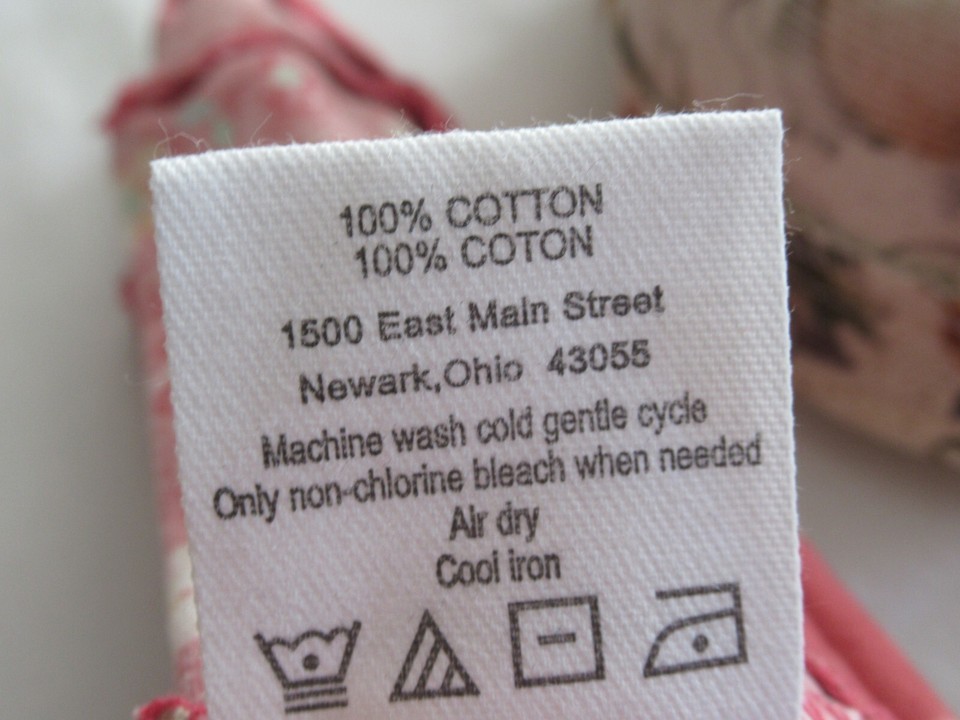 100% COTTON
100% COTON
1500 East Main Street
Newark,Ohio 43055
Machine wash cold gentle cycle
Only non-chlorine bleach when needed
Air dry
Cool iron